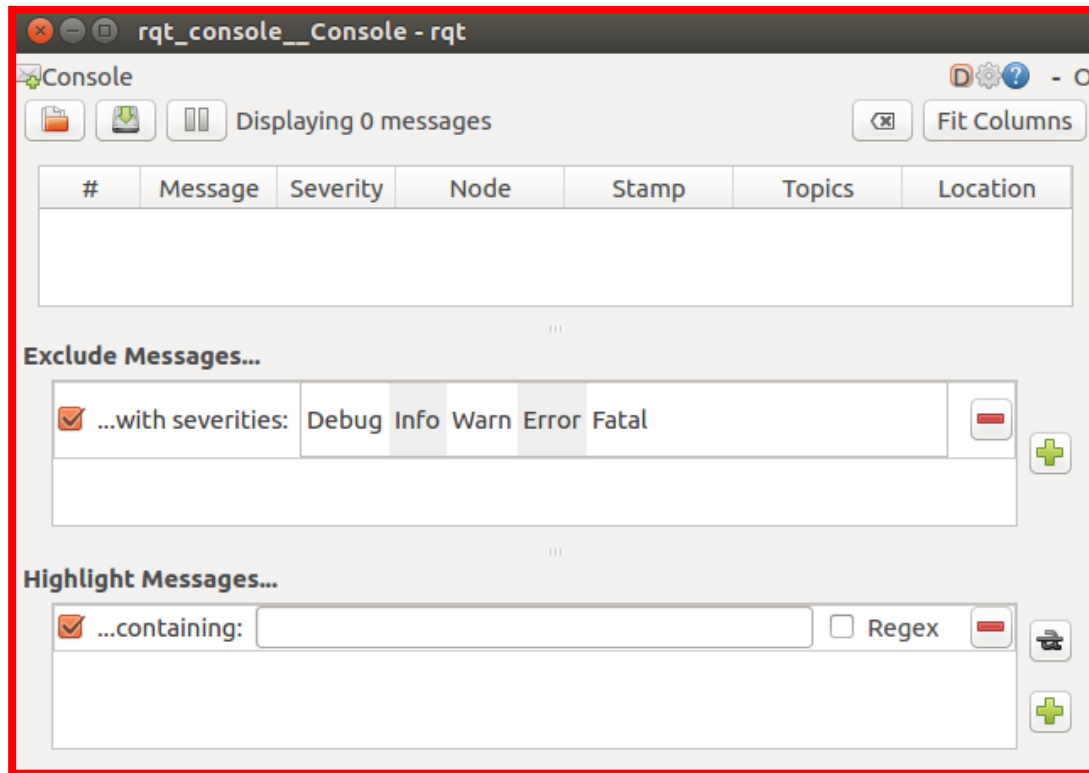 rqt_console__Console - rqt
Console D ? - O
Displaying 0 messages Fit Columns
# Message Severity Node Stamp Topics Location
Exclude Messages...
...with severities: Debug Info Warn Error Fatal
Highlight Messages...
...containing: Regex